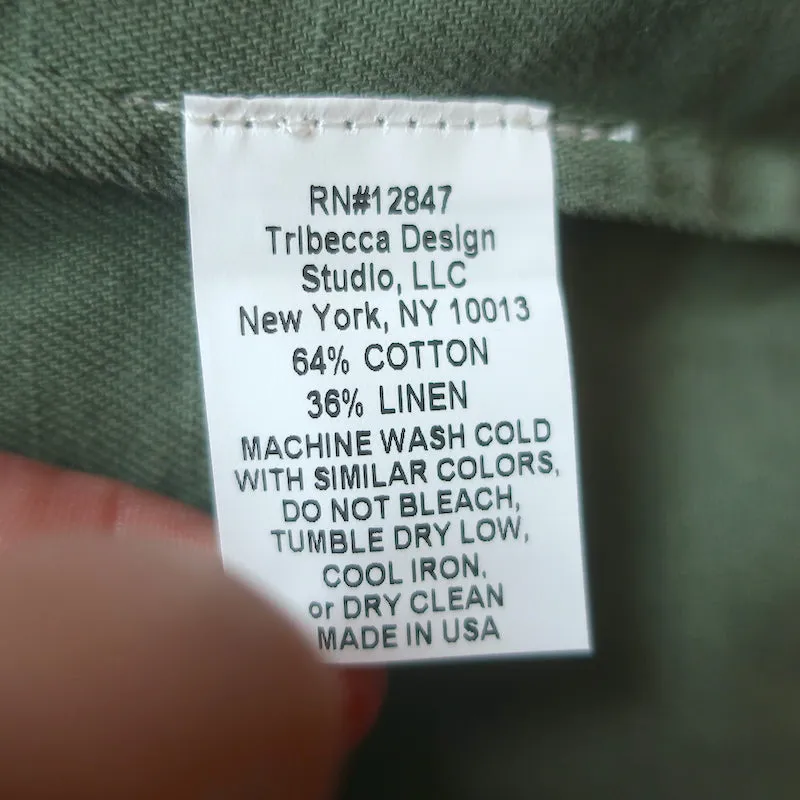 RN#12847
Tribecca Design
Studio, LLC
New York, NY 10013
64% COTTON
36% LINEN
MACHINE WASH COLD
WITH SIMILAR COLORS,
DO NOT BLEACH,
TUMBLE DRY LOW,
COOL IRON,
or DRY CLEAN
MADE IN USA